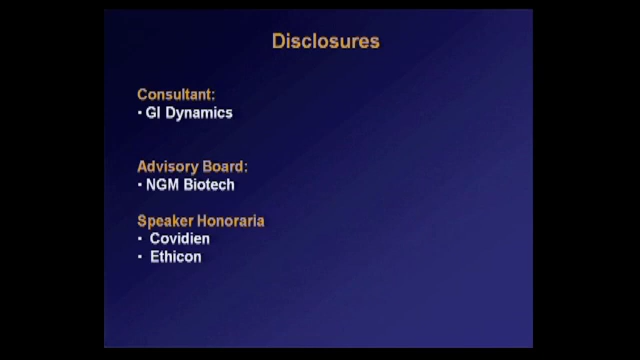 Disclosures
Consultant:
· GI Dynamics
Advisory Board:
· NGM Biotech
Speaker Honoraria
· Covidien
· Ethicon